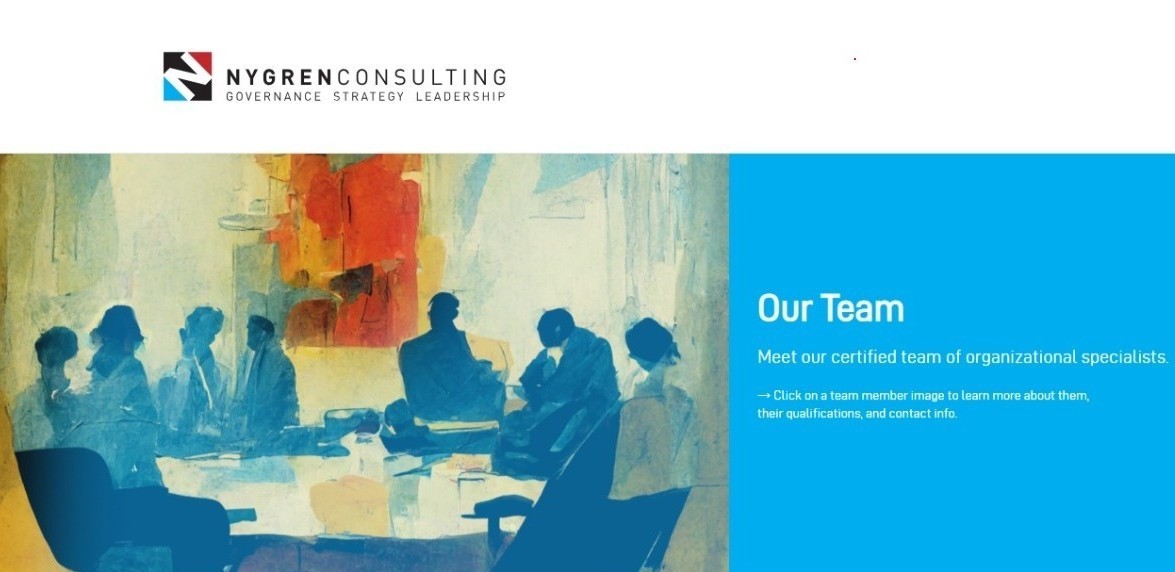 NYGRENCONSULTING
GOVERNANCE STRATEGY LEADERSHIP
Our Team
Meet our certified team of organizational specialists.
→ Click on a team member image to learn more about them,
their qualifications, and contact info.